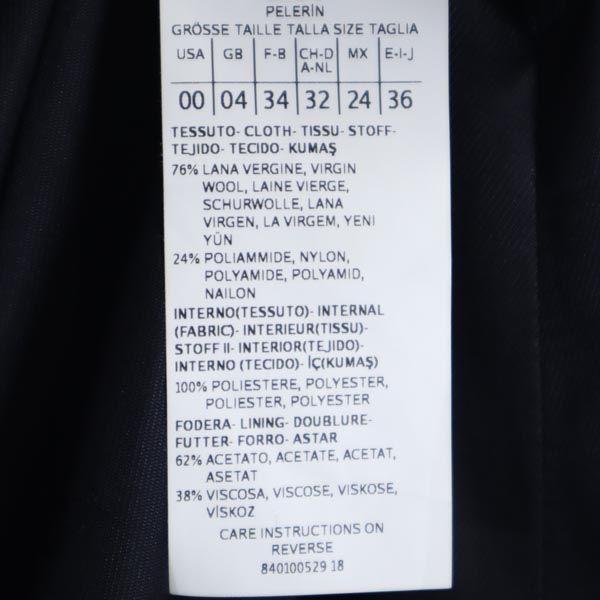 PELERİN
GRÖSSE TAILLE TALLA SIZE TAGLIA
USA GB F-B CH-D A-NL MX E-I-J
00 04 34 32 24 36
TESSUTO- CLOTH- TISSU- STOFF-
TEJIDO- TECIDO- KUMAŞ
76% LANA VERGINE, VIRGIN
WOOL, LAINE VIERGE,
SCHURWOLLE, LANA
VIRGEN, LA VIRGEM, YENI
YÜN
24% POLIAMMIDE, NYLON,
POLYAMIDE, POLYAMID,
NAILON
INTERNO(TESSUTO)- INTERNAL
(FABRIC)- INTERIEUR(TISSU)-
STOFF II- INTERIOR(TEJIDO)-
INTERNO (TECIDO)- İÇ(KUMAŞ)
100% POLIESTERE, POLYESTER,
POLIESTER, POLYESTER
FODERA- LINING- DOUBLURE-
FUTTER- FORRO- ASTAR
62% ACETATO, ACETATE, ACETAT,
ASETAT
38% VISCOSA, VISCOSE, VISKOSE,
VİSKOZ
CARE INSTRUCTIONS ON
REVERSE
840100529 18